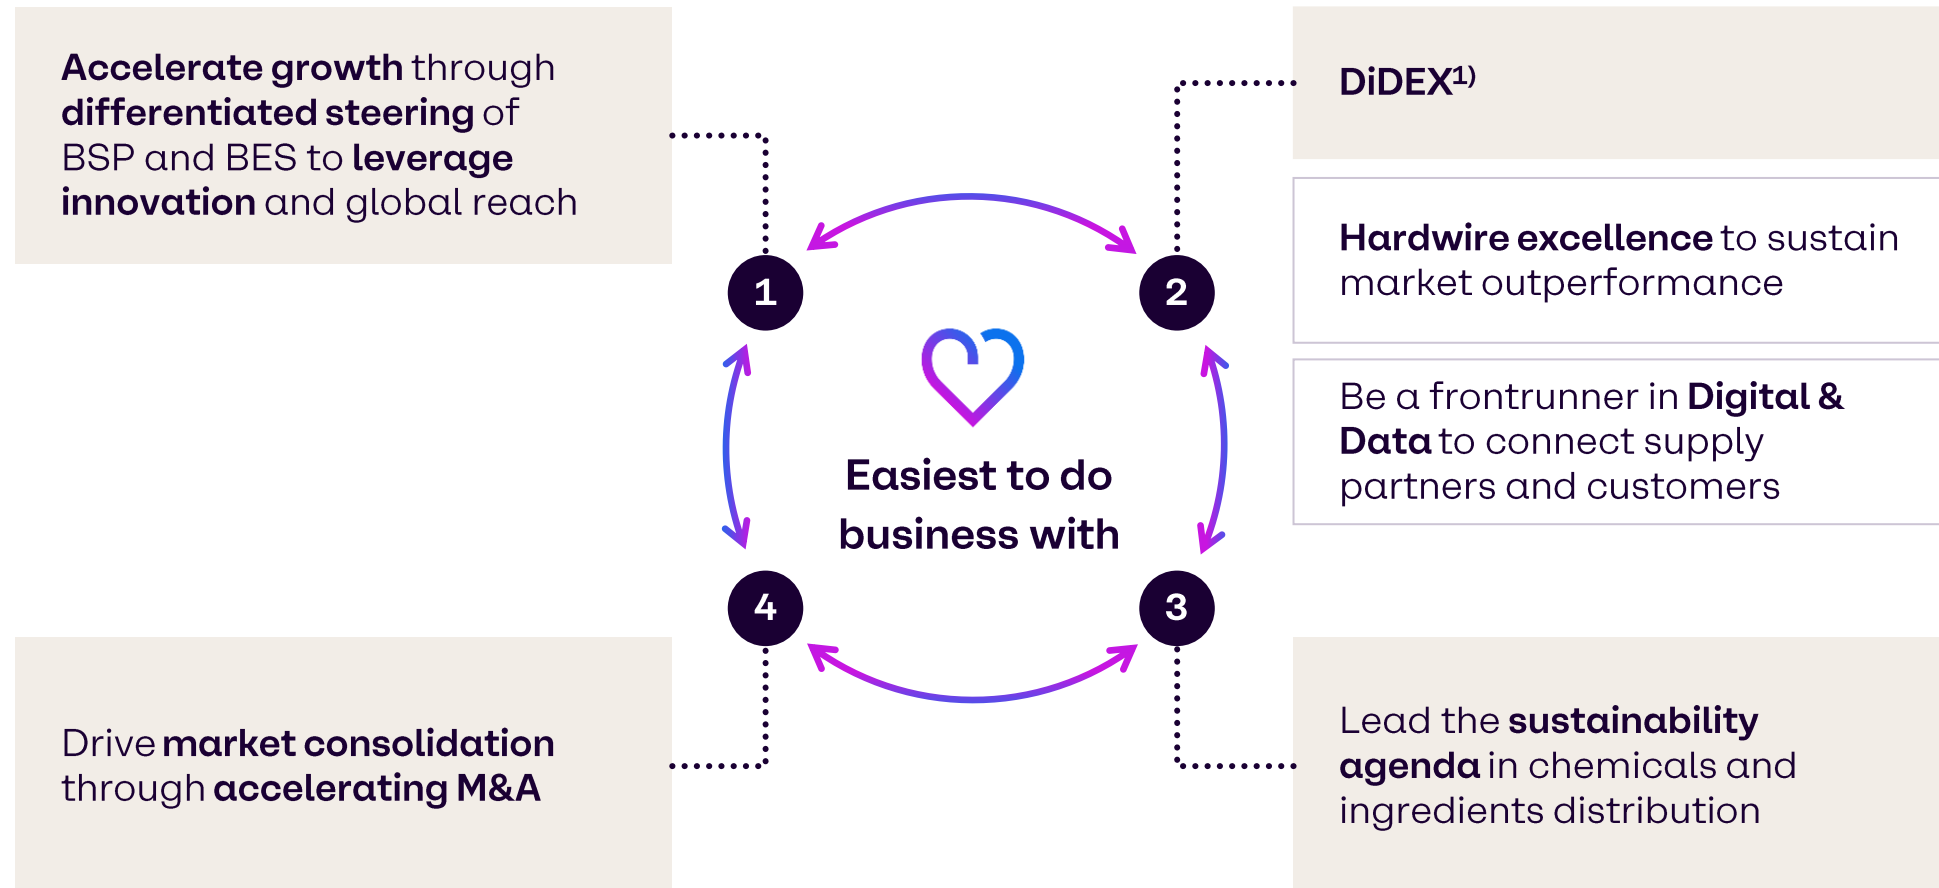 Accelerate growth through
differentiated steering of
BSP and BES to leverage
innovation and global reach
1
2
DiDEX¹⁾
Hardwire excellence to sustain
market outperformance
Be a frontrunner in Digital &
Data to connect supply
partners and customers
Easiest to do
business with
4
3
Drive market consolidation
through accelerating M&A
Lead the sustainability
agenda in chemicals and
ingredients distribution